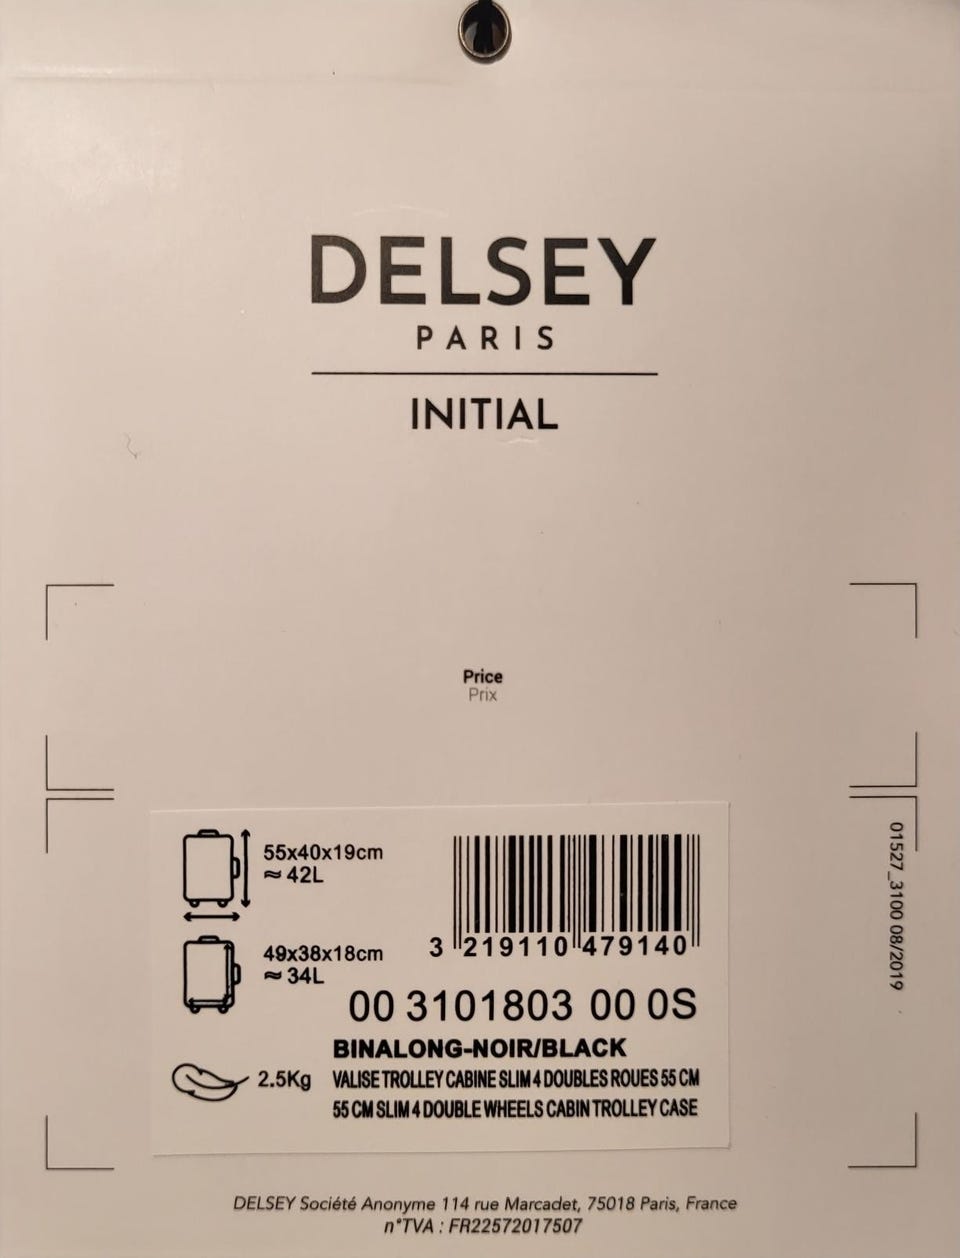 DELSEY
PARIS
INITIAL
Price
Prix
55x40x19cm
≈ 42L
49x38x18cm
≈ 34L
3 219110 479140
00 3101803 00 0S
BINALONG-NOIR/BLACK
2.5Kg
VALISE TROLLEY CABINE SLIM 4 DOUBLES ROUES 55 CM
55 CM SLIM 4 DOUBLE WHEELS CABIN TROLLEY CASE
01527_3100 08/2019
DELSEY Société Anonyme 114 rue Marcadet, 75018 Paris, France
n°TVA : FR22572017507